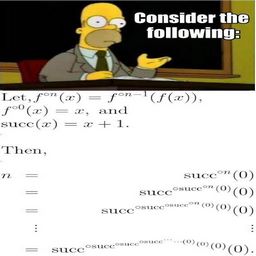 Consider the
following:
Let, f^{∘n}(x) = f^{∘n−1}(f(x)),
f^{∘0}(x) = x, and
succ(x) = x + 1.
Then,
n = succ^{∘n}(0)
= succ^{∘succ^{∘n}(0)}(0)
= succ^{∘succ^{∘succ^{∘n}(0)}(0)}(0)
⋮ ⋮
= succ^{∘succ^{∘succ^{∘succ^{⋰⋯(0)}(0)}(0)}(0)}(0).